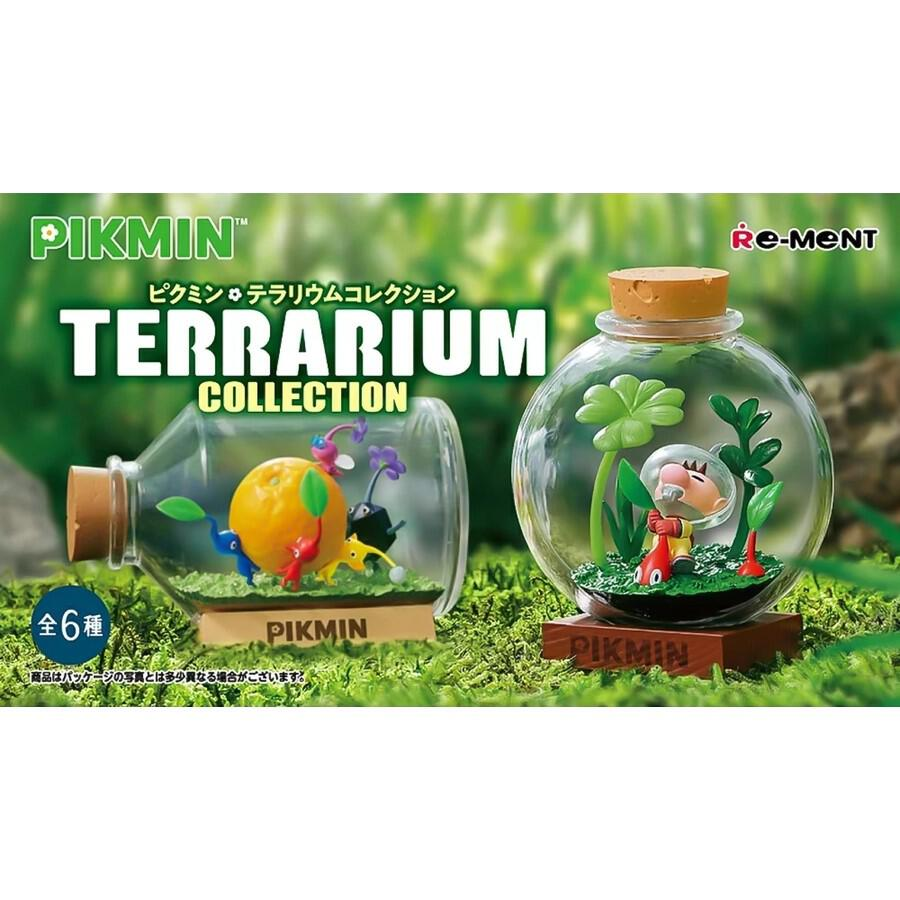 PIKMIN™
Re-MeNT
ピクミン テラリウムコレクション
TERRARIUM
COLLECTION
PIKMIN
PIKMIN
全6種
商品はパッケージの写真とは多少異なる場合がございます。